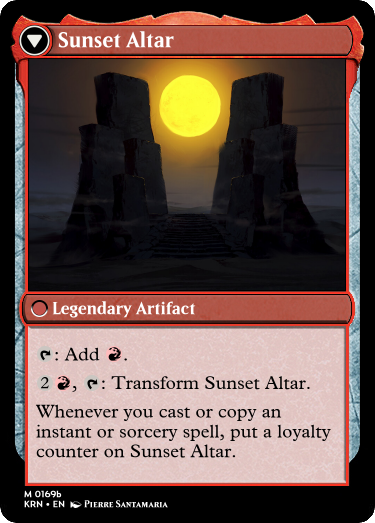 Sunset Altar
Legendary Artifact
: Add .
2 , : Transform Sunset Altar.
Whenever you cast or copy an
instant or sorcery spell, put a loyalty
counter on Sunset Altar.
M 0169b
KRN • EN Pierre Santamaria